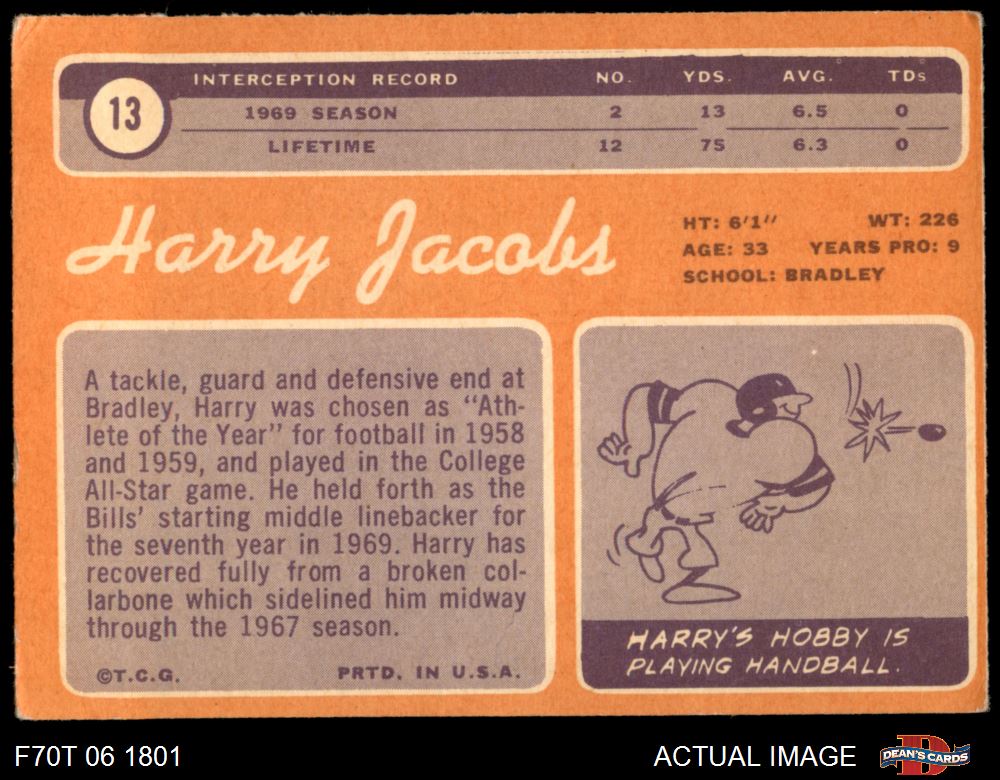 INTERCEPTION RECORD NO. YDS. AVG. TDs
13
1969 SEASON 2 13 6.5 0
LIFETIME 12 75 6.3 0
Harry Jacobs
HT: 6'1" WT: 226
AGE: 33 YEARS PRO: 9
SCHOOL: BRADLEY
A tackle, guard and defensive end at
Bradley, Harry was chosen as "Ath-
lete of the Year" for football in 1958
and 1959, and played in the College
All-Star game. He held forth as the
Bills' starting middle linebacker for
the seventh year in 1969. Harry has
recovered fully from a broken col-
larbone which sidelined him midway
through the 1967 season.
©T.C.G. PRTD. IN U.S.A.
HARRY'S HOBBY IS
PLAYING HANDBALL.
F70T 06 1801
ACTUAL IMAGE
D
DEAN'S CARDS